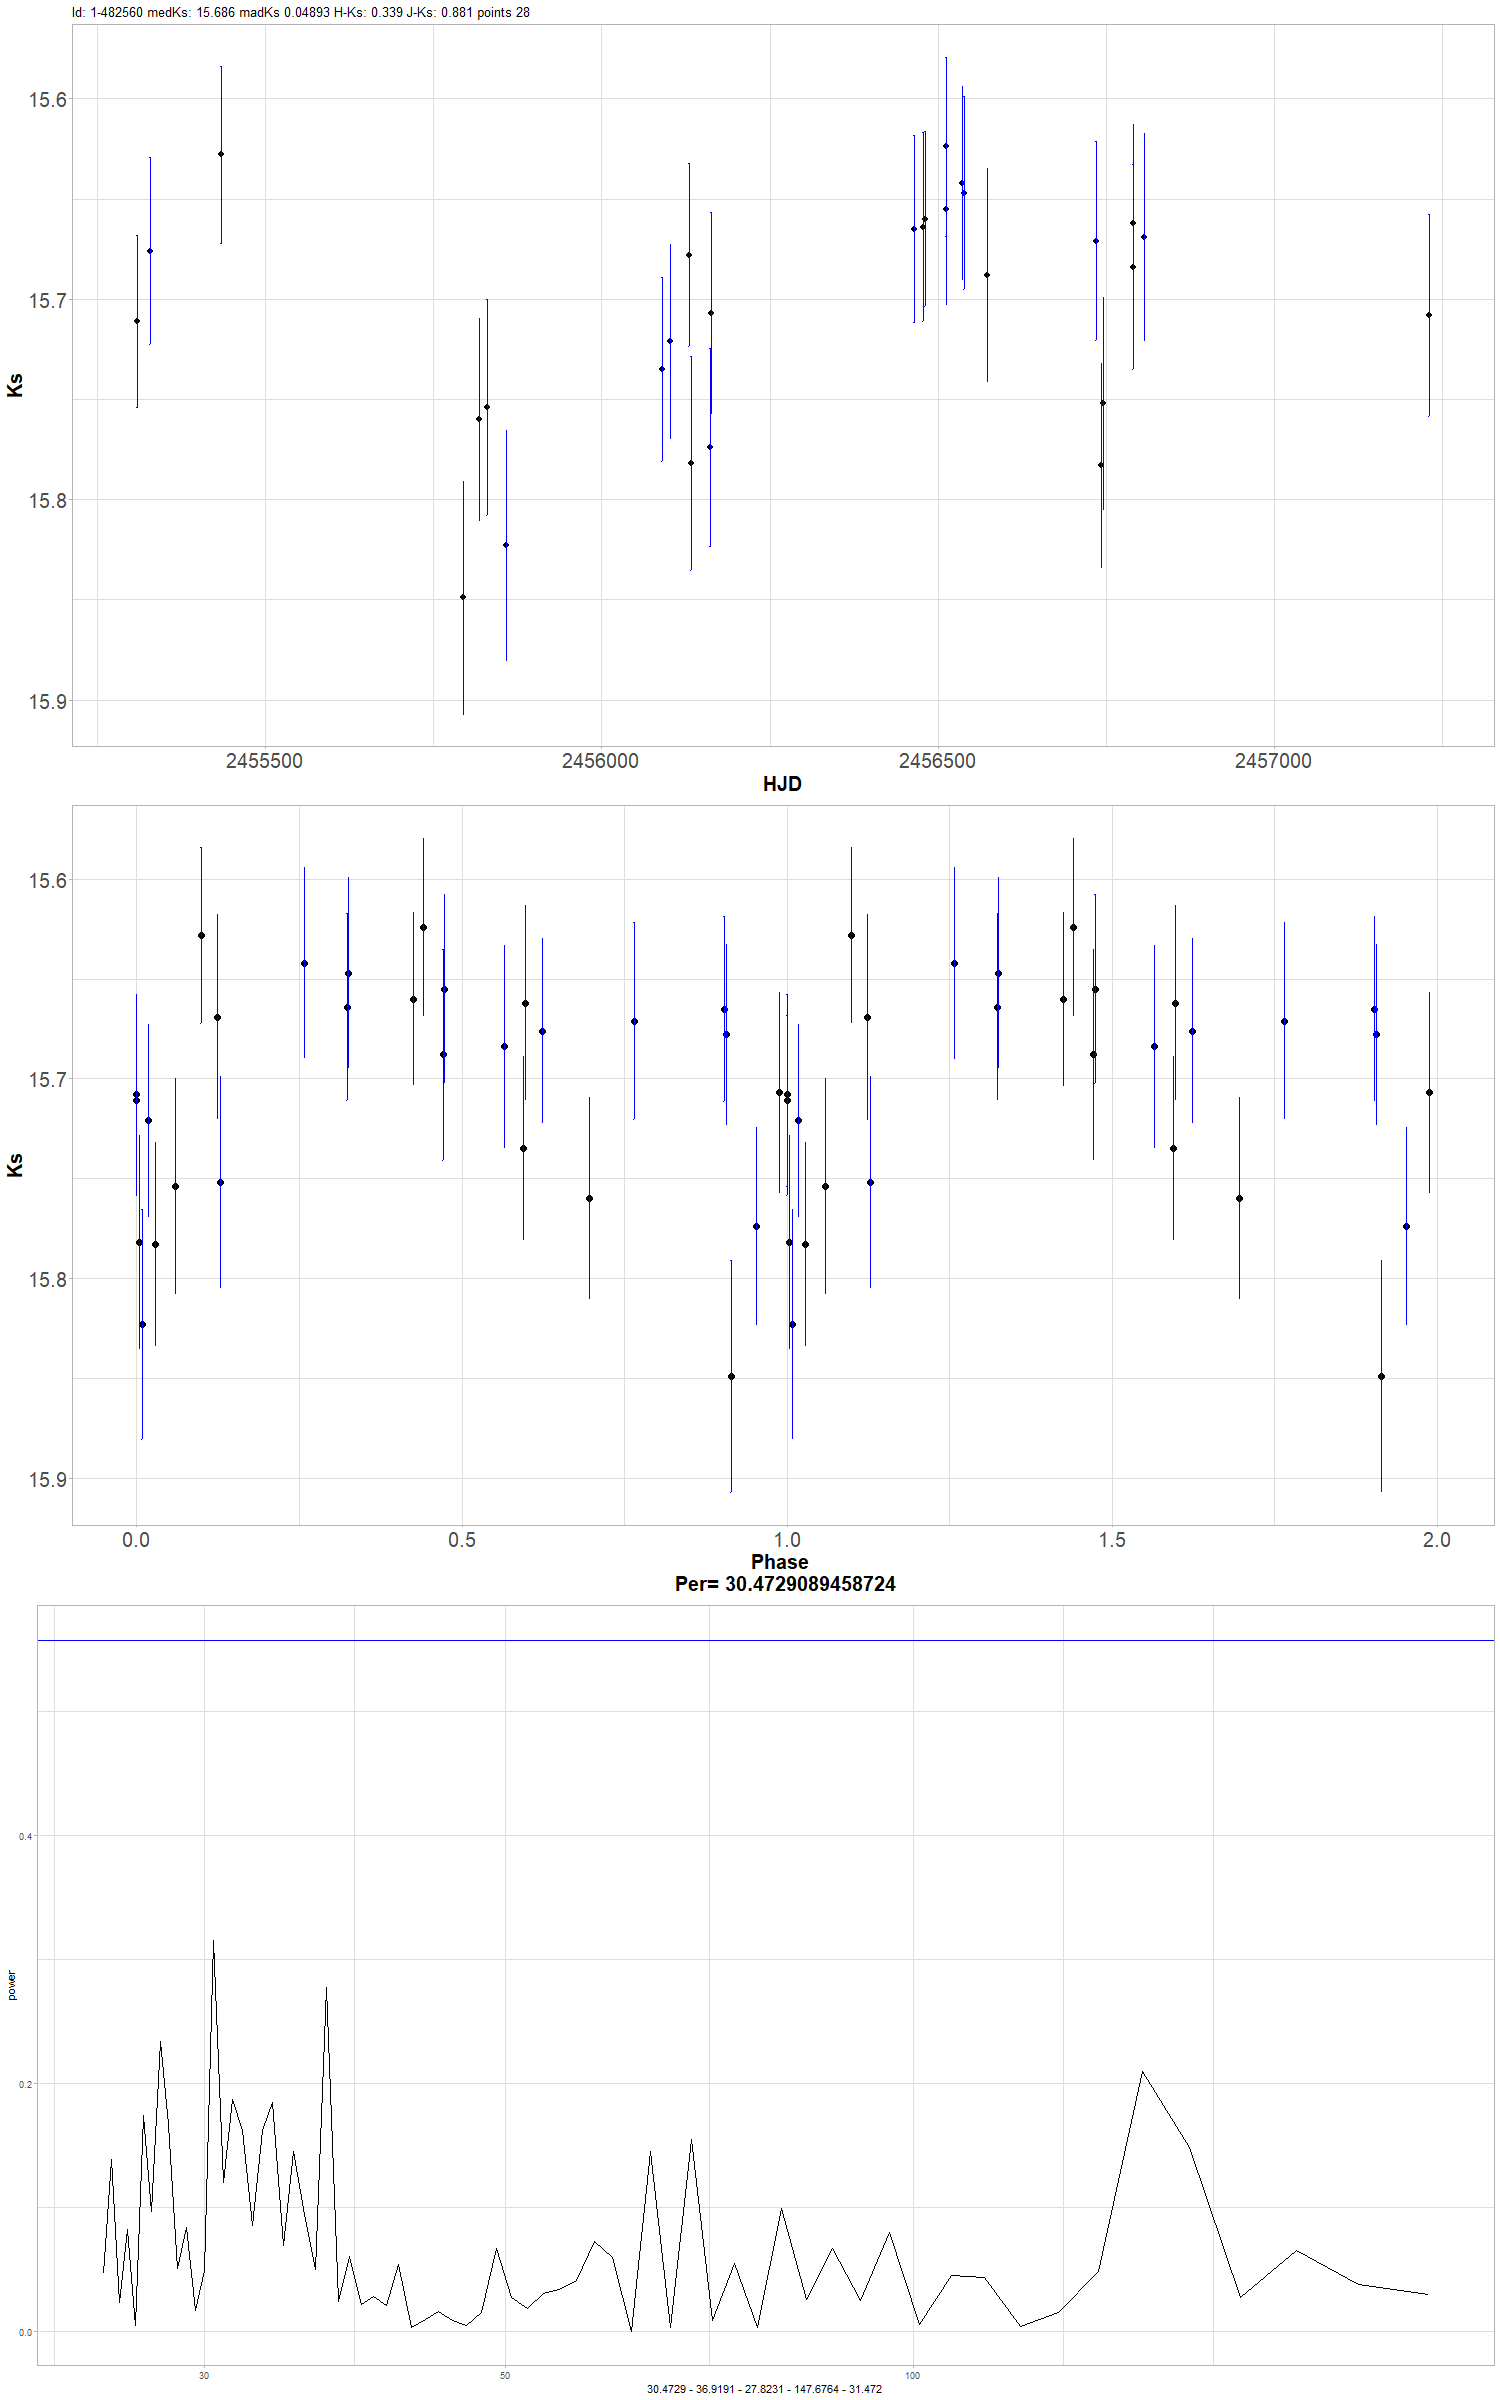 Id: 1-482560 medKs: 15.686 madKs 0.04893 H-Ks: 0.339 J-Ks: 0.881 points 28
15.6
15.7
15.8
15.9
Ks
2455500 2456000 2456500 2457000
HJD
15.6
15.7
15.8
15.9
Ks
0.0 0.5 1.0 1.5 2.0
Phase
Per= 30.4729089458724
0.4
0.2
0.0
power
30 50 100
30.4729 - 36.9191 - 27.8231 - 147.6764 - 31.472